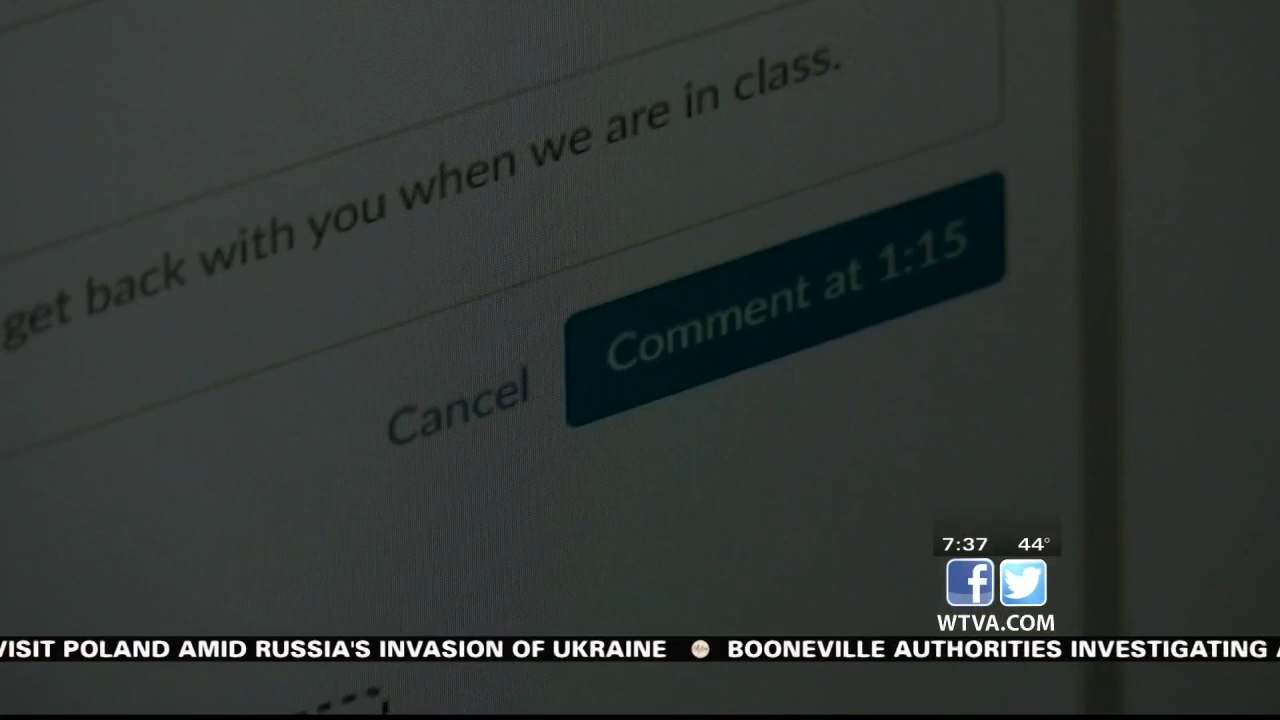 get back with you when we are in class.
Cancel
Comment at 1:15
7:37 44°
WTVA.COM
VISIT POLAND AMID RUSSIA'S INVASION OF UKRAINE BOONEVILLE AUTHORITIES INVESTIGATING